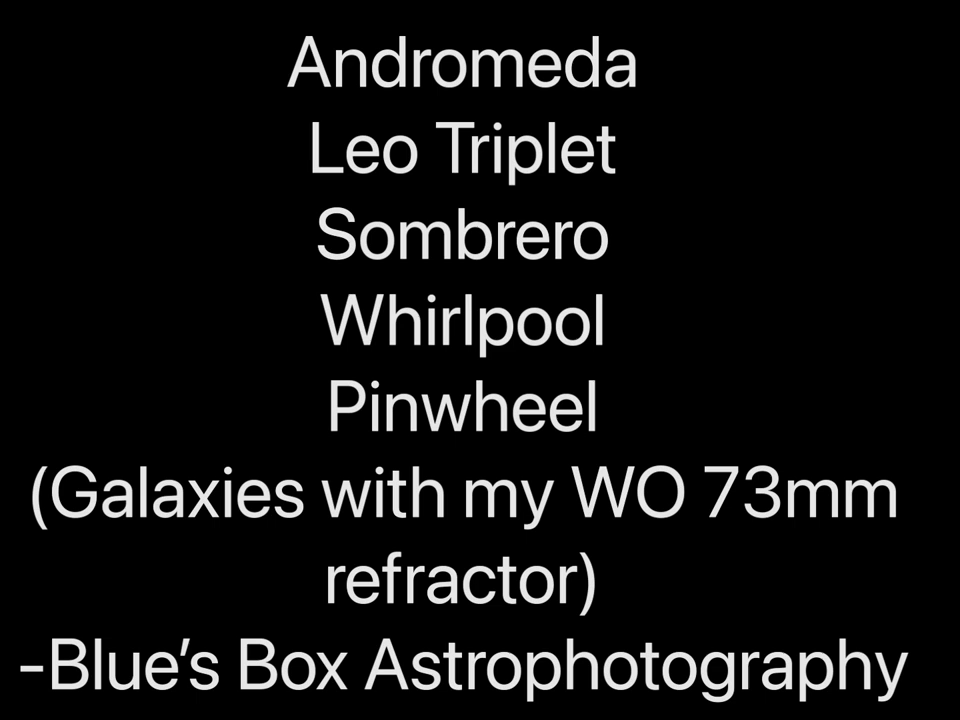 Andromeda
Leo Triplet
Sombrero
Whirlpool
Pinwheel
(Galaxies with my WO 73mm
refractor)
-Blue’s Box Astrophotography